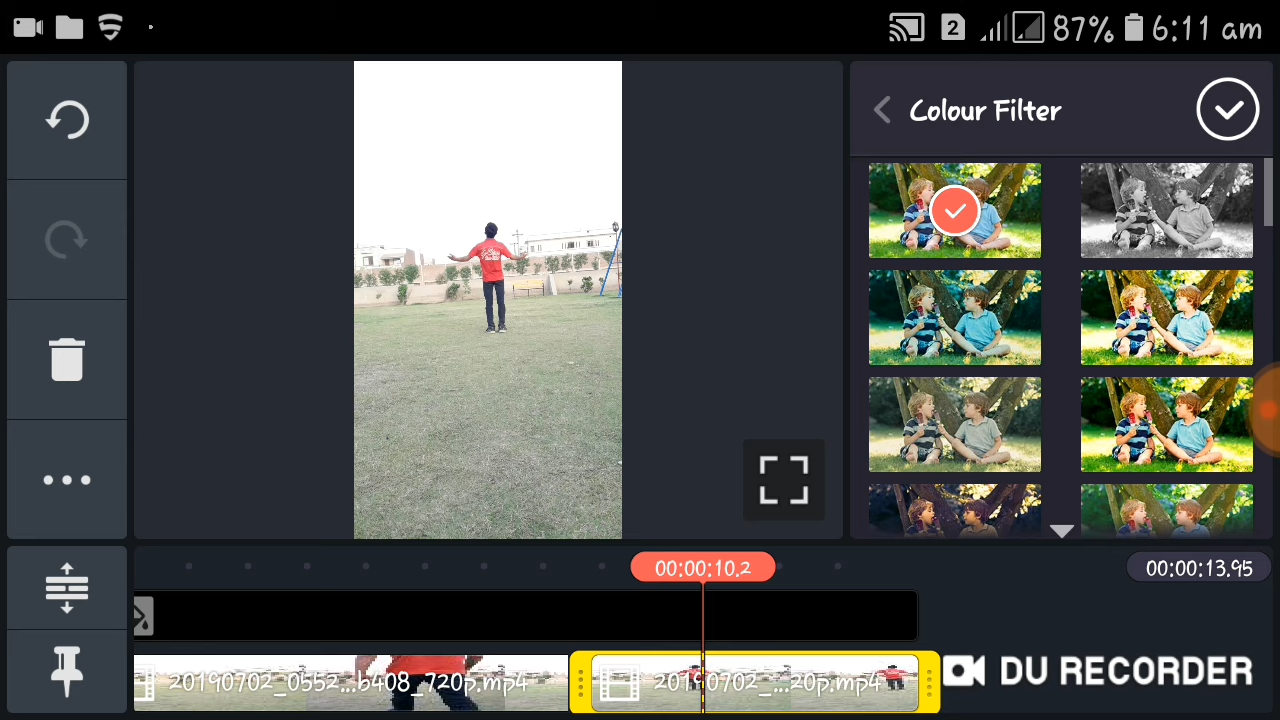 2 87% 6:11 am
Colour Filter
00:00:10.2
00:00:13.95
20190702_0552...b408_720p.mp4
20190702_...20p.mp4
DU RECORDER